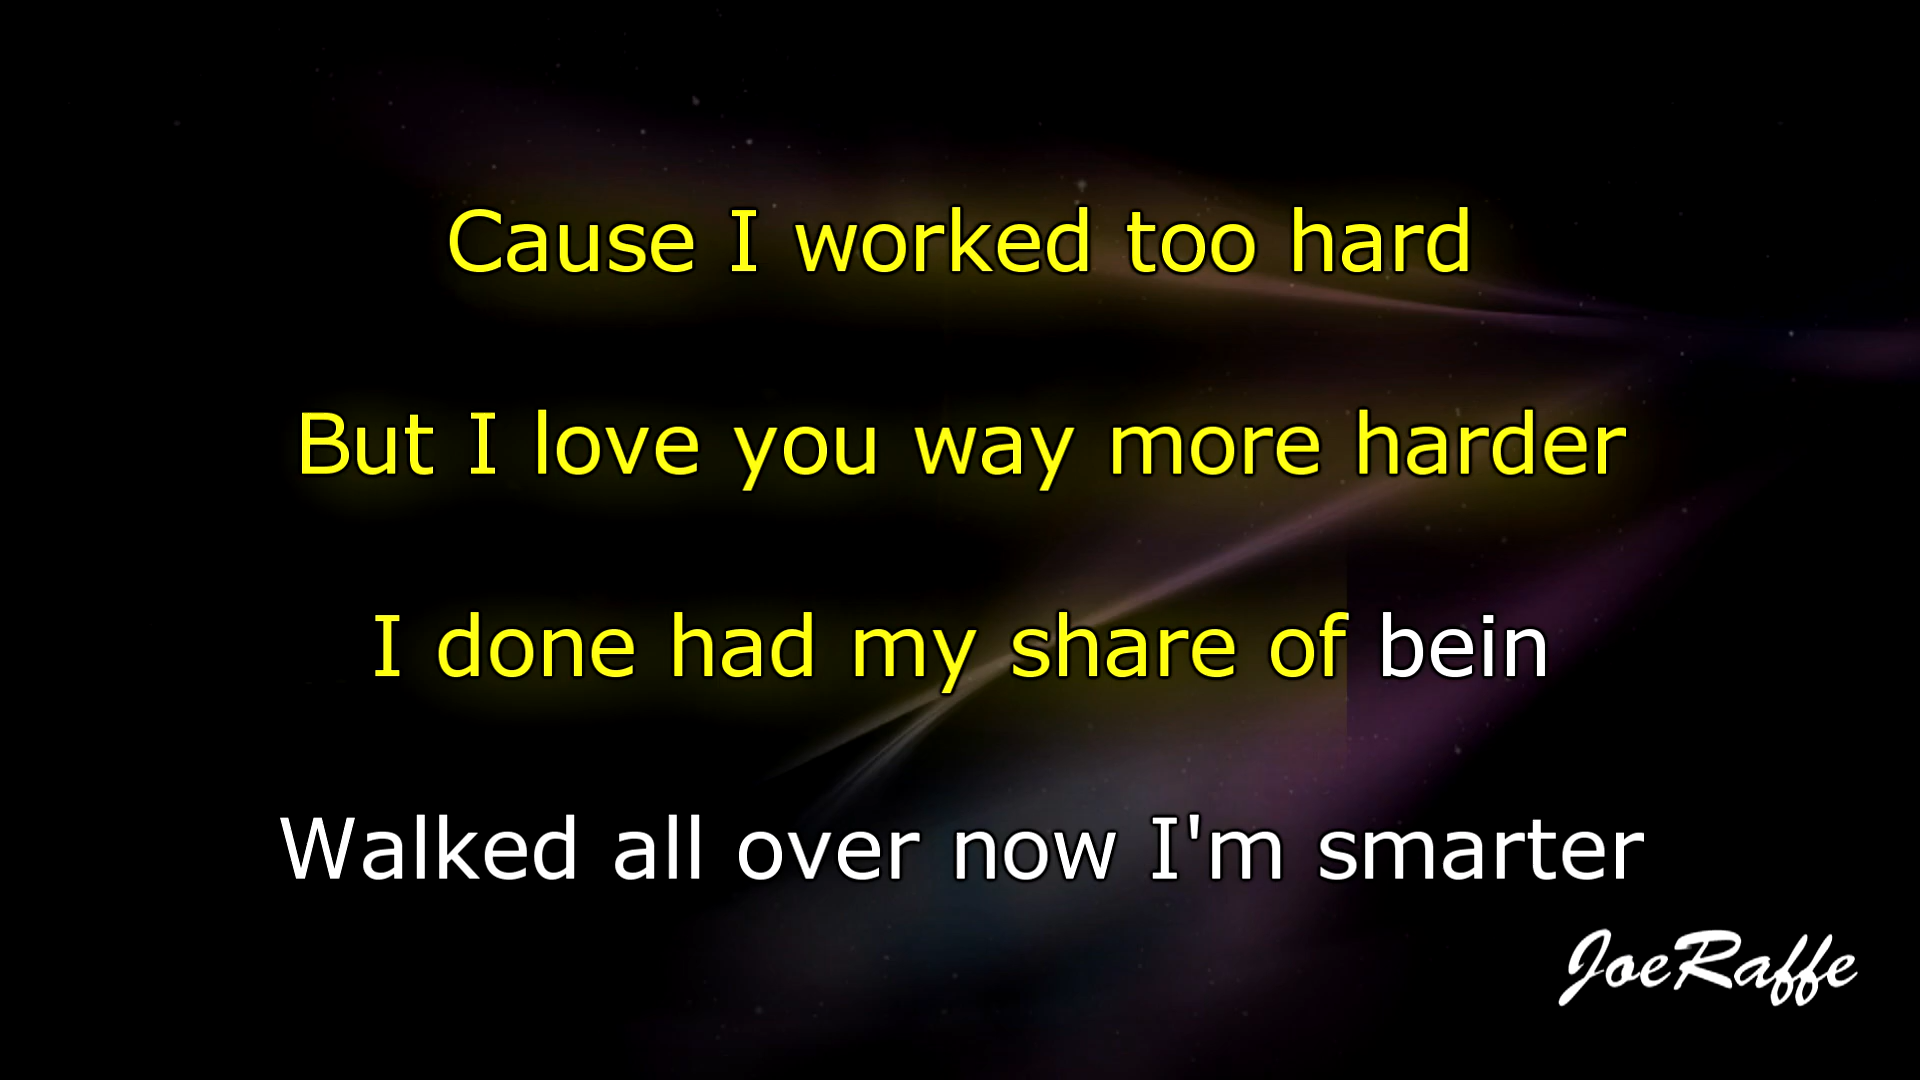 Cause I worked too hard
But I love you way more harder
I done had my share of bein
Walked all over now I'm smarter
JoeRaffe